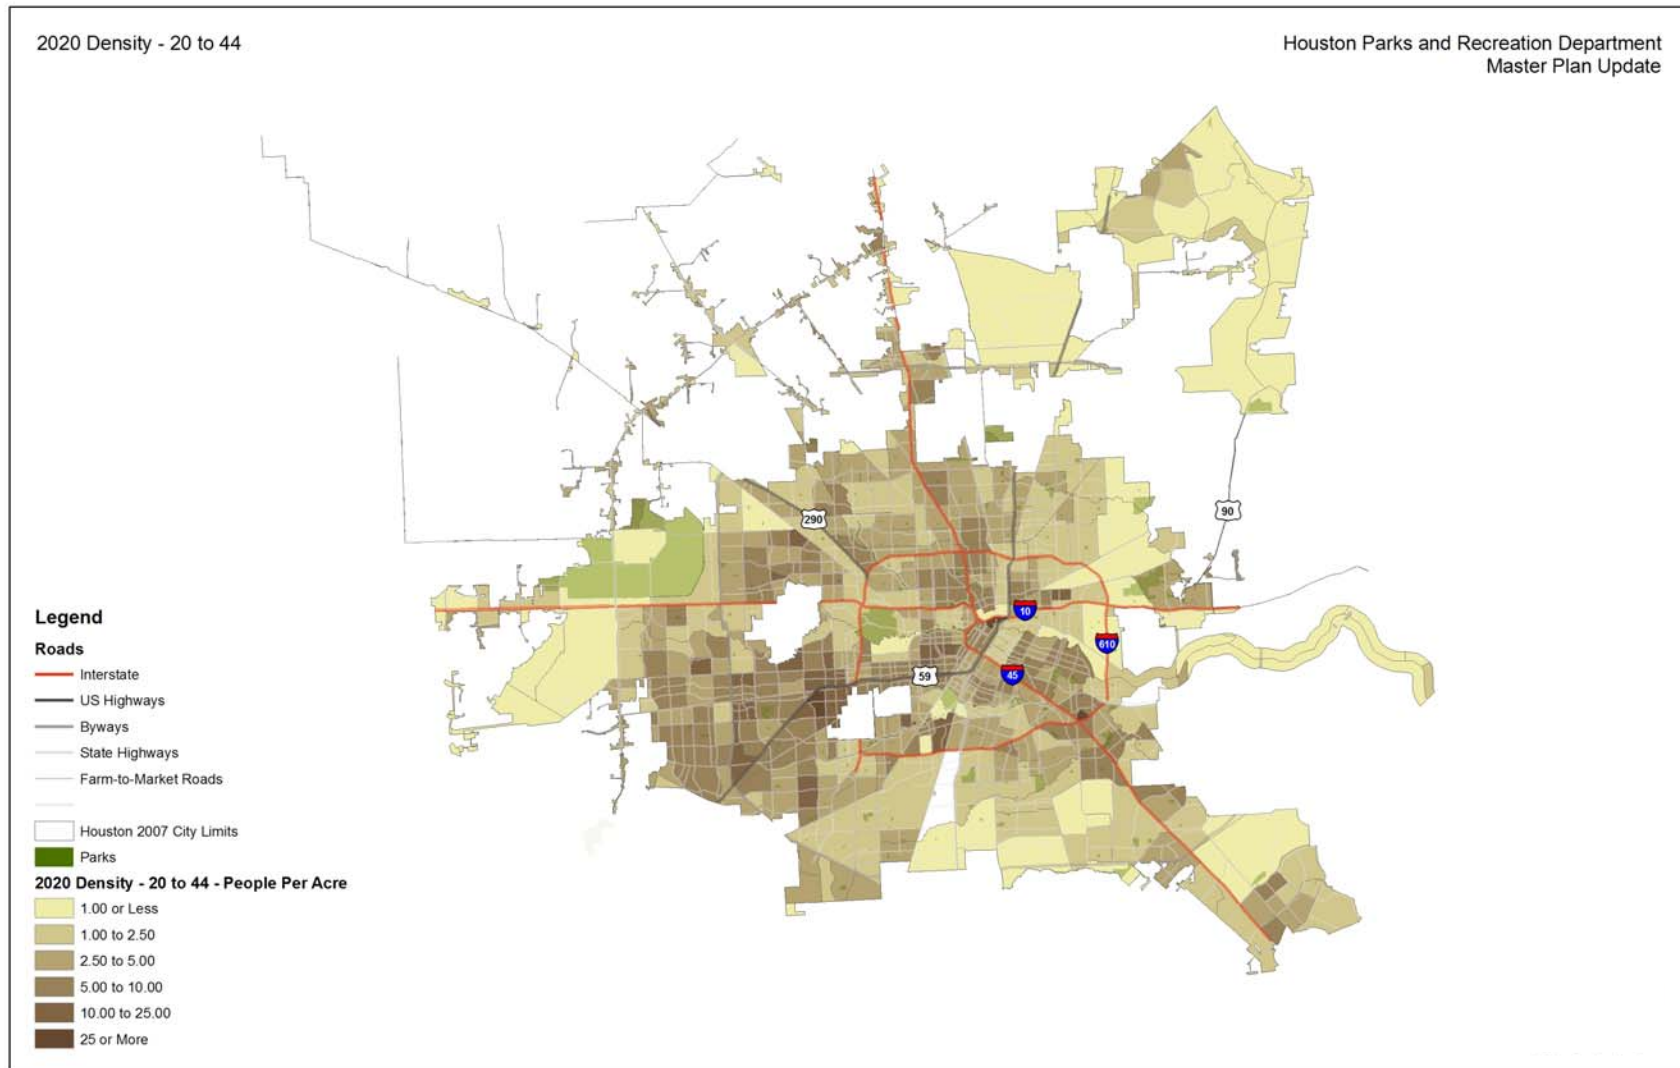 2020 Density - 20 to 44
Houston Parks and Recreation Department
Master Plan Update
290
90
10
610
59
45
Legend
Roads
Interstate
US Highways
Byways
State Highways
Farm-to-Market Roads
Houston 2007 City Limits
Parks
2020 Density - 20 to 44 - People Per Acre
1.00 or Less
1.00 to 2.50
2.50 to 5.00
5.00 to 10.00
10.00 to 25.00
25 or More